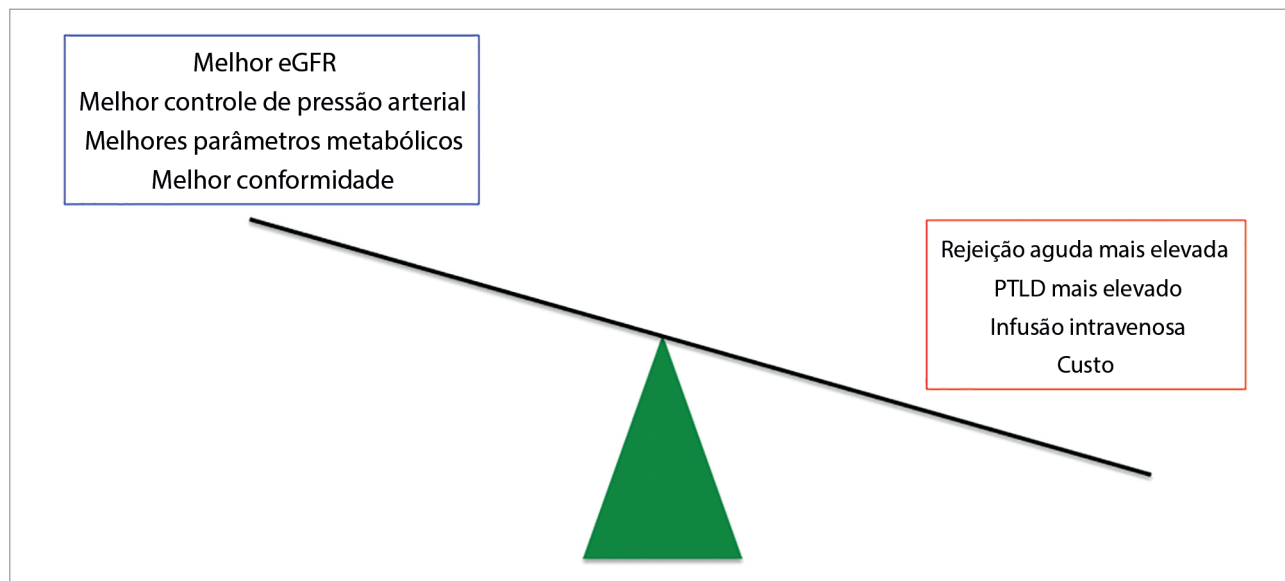 Melhor eGFR
Melhor controle de pressão arterial
Melhores parâmetros metabólicos
Melhor conformidade
Rejeição aguda mais elevada
PTLD mais elevado
Infusão intravenosa
Custo